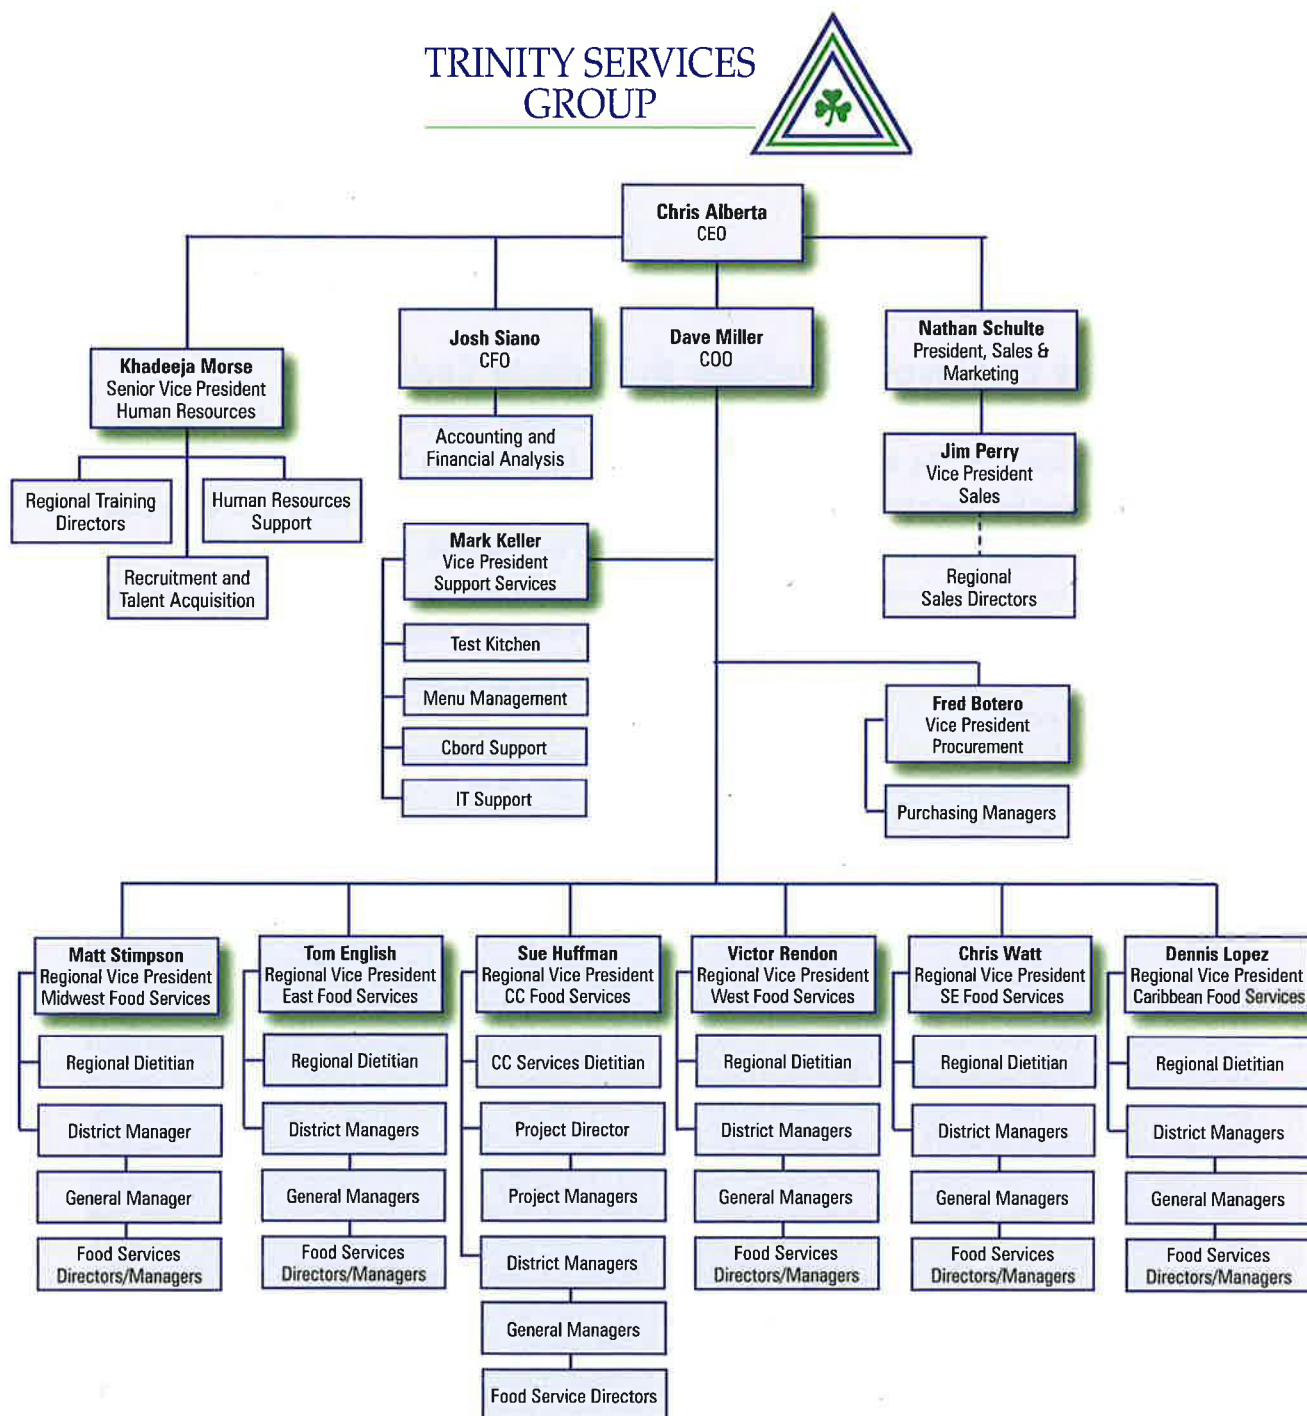 TRINITY SERVICES
GROUP
Chris Alberta
CEO
Khadeeja Morse
Senior Vice President
Human Resources
Josh Siano
CFO
Dave Miller
COO
Nathan Schulte
President, Sales &
Marketing
Regional Training
Directors
Human Resources
Support
Recruitment and
Talent Acquisition
Accounting and
Financial Analysis
Jim Perry
Vice President
Sales
Regional
Sales Directors
Mark Keller
Vice President
Support Services
Test Kitchen
Menu Management
Cbord Support
IT Support
Fred Botero
Vice President
Procurement
Purchasing Managers
Matt Stimpson
Regional Vice President
Midwest Food Services
Regional Dietitian
District Manager
General Manager
Food Services
Directors/Managers
Tom English
Regional Vice President
East Food Services
Regional Dietitian
District Managers
General Managers
Food Services
Directors/Managers
Sue Huffman
Regional Vice President
CC Food Services
CC Services Dietitian
Project Director
Project Managers
District Managers
General Managers
Food Service Directors
Victor Rendon
Regional Vice President
West Food Services
Regional Dietitian
District Managers
General Managers
Food Services
Directors/Managers
Chris Watt
Regional Vice President
SE Food Services
Regional Dietitian
District Managers
General Managers
Food Services
Directors/Managers
Dennis Lopez
Regional Vice President
Caribbean Food Services
Regional Dietitian
District Managers
General Managers
Food Services
Directors/Managers